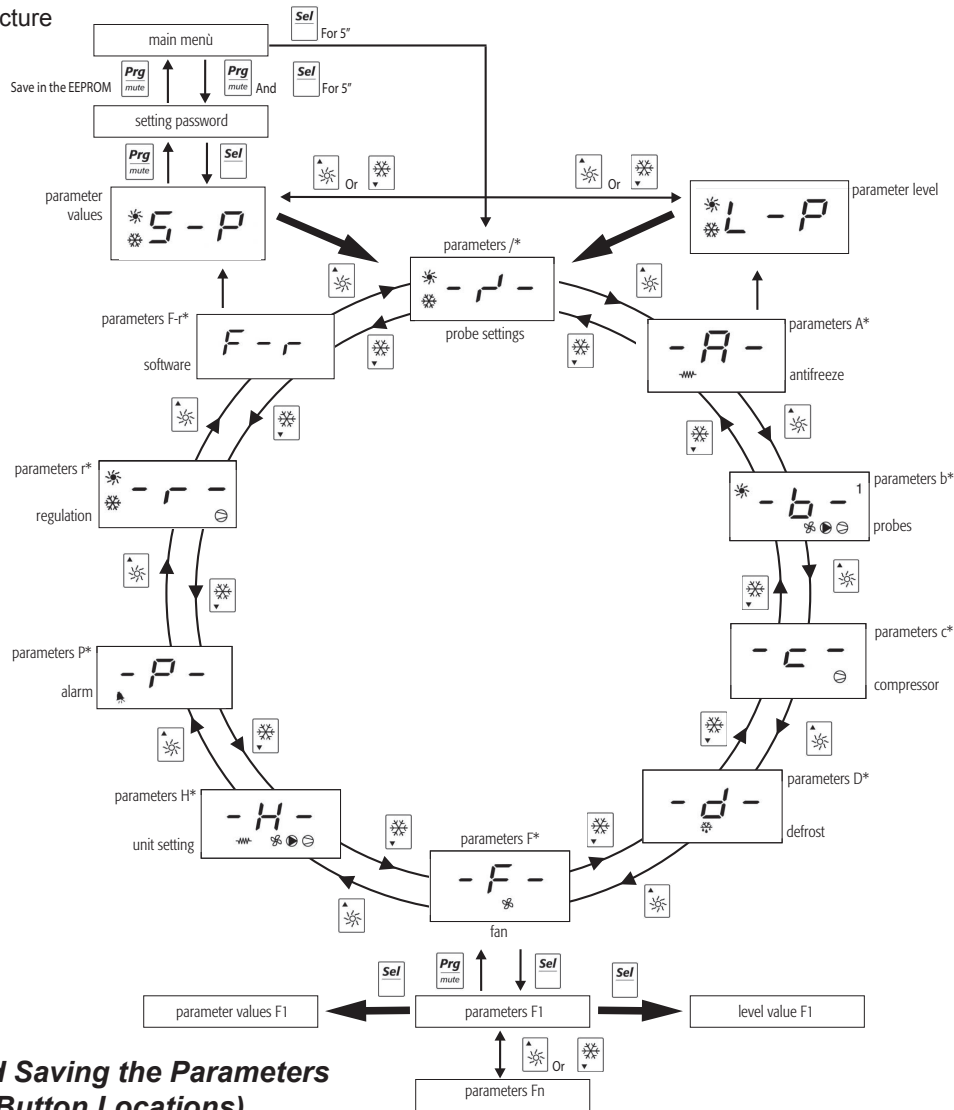 cture
Sel
For 5"
main menù
Save in the EEPROM
Prg
mute
Prg
mute
And
Sel
For 5"
setting password
Prg
mute
Sel
Or
Or
parameter
values
S - P
parameter level
L - P
parameters /*
- / -
probe settings
parameters F-r*
F - r
software
parameters A*
- A -
antifreeze
parameters r*
- r -
regulation
parameters b*
- b -
1
probes
parameters P*
- P -
alarm
parameters c*
- c -
compressor
parameters H*
- H -
unit setting
parameters D*
- d -
defrost
parameters F*
- F -
fan
Sel
Prg
mute
Sel
Sel
parameter values F1
parameters F1
level value F1
Or
parameters Fn
Saving the Parameters
Button Locations)